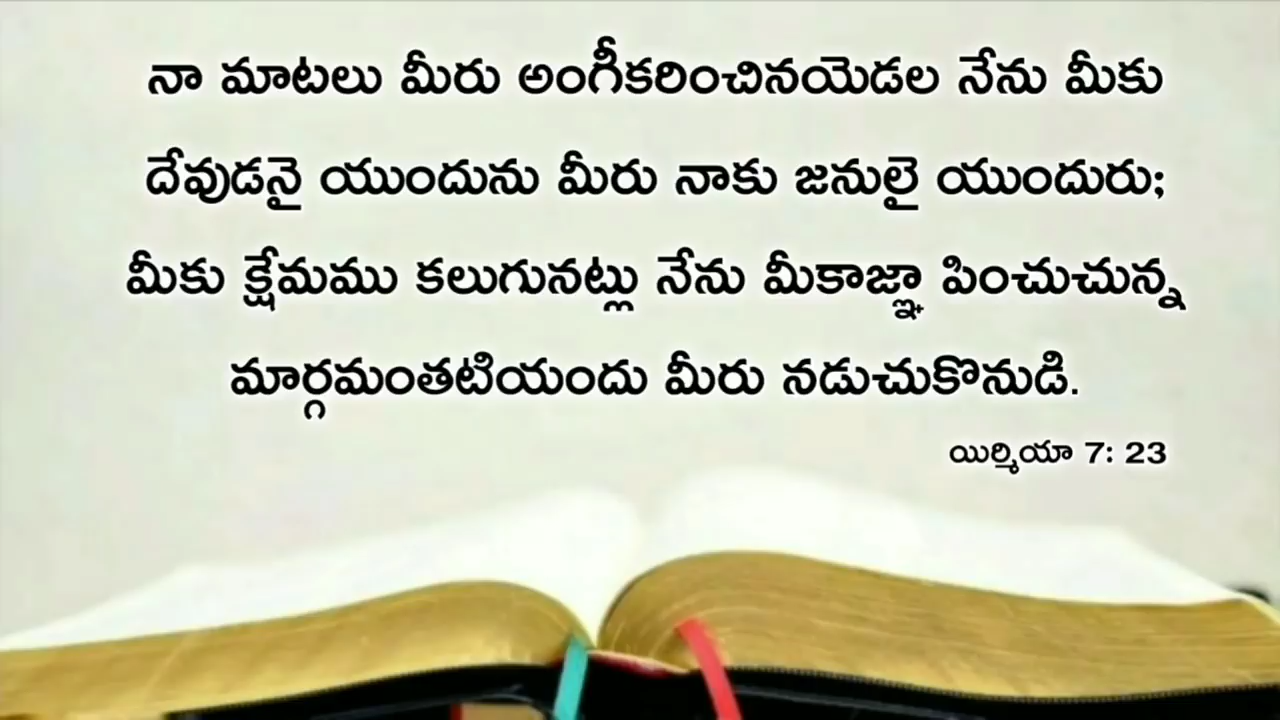 నా మాటలు మీరు అంగీకరించినయెడల నేను మీకు
దేవుడనై యుందును మీరు నాకు జనులై యుందురు;
మీకు క్షేమము కలుగునట్లు నేను మీకాజ్ఞా పించుచున్న
మార్గమంతటియందు మీరు నడుచుకొనుడి.
యిర్మియా 7: 23